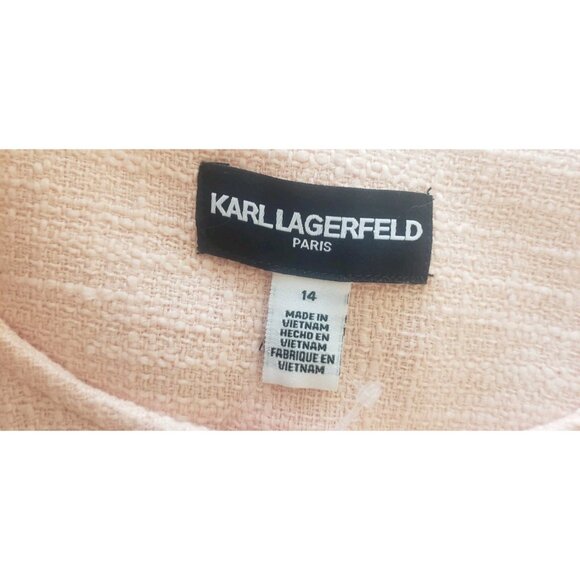 KARL LAGERFELD
PARIS
14
MADE IN
VIETNAM
HECHO EN
VIETNAM
FABRIQUE EN
VIETNAM